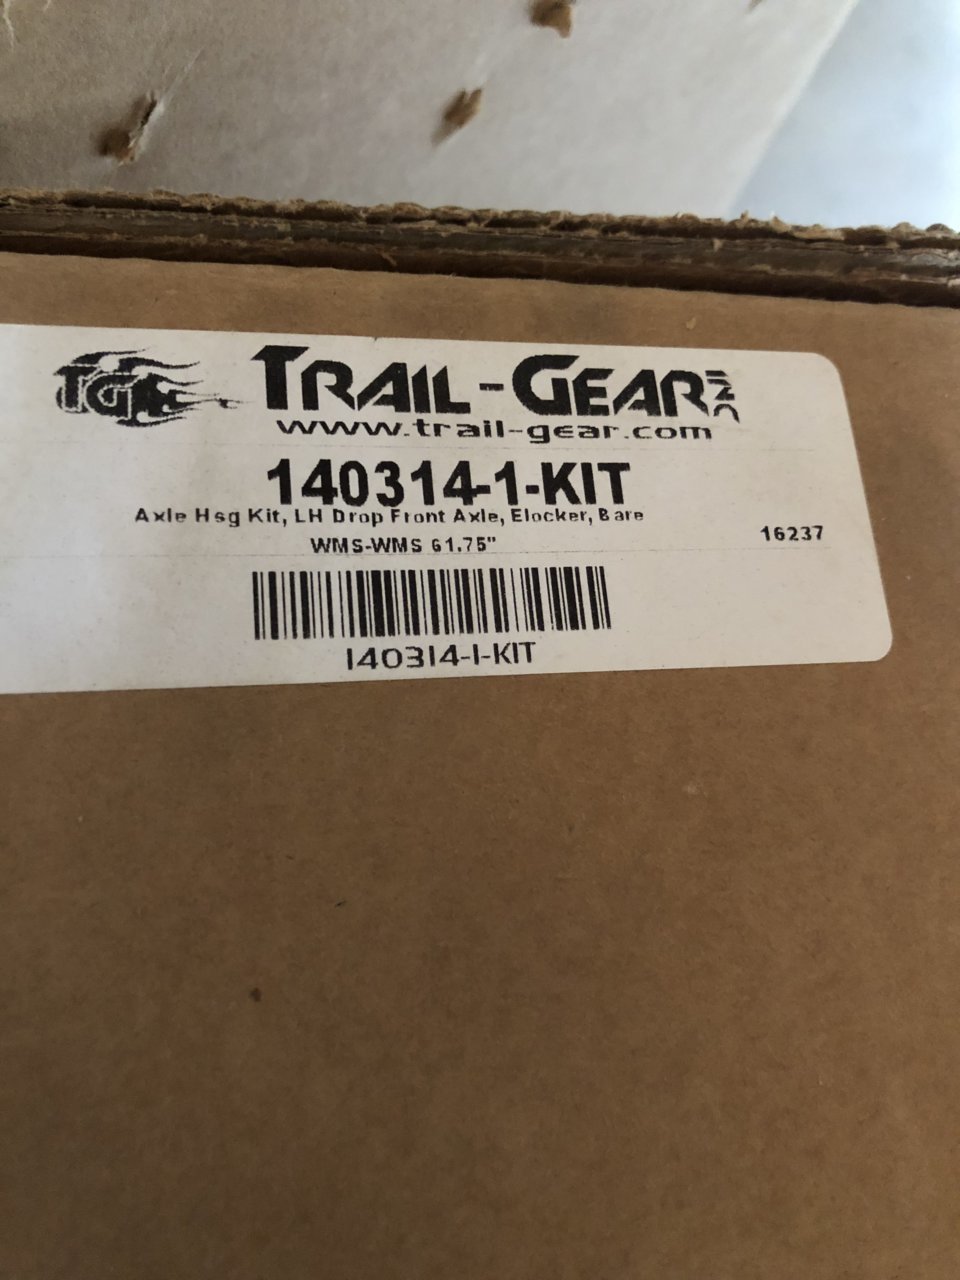 TG
TRAIL-GEAR INC
www.trail-gear.com
140314-1-KIT
Axle Hsg Kit, LH Drop Front Axle, Elocker, Bare
WMS-WMS 61.75"
16237
140314-1-KIT